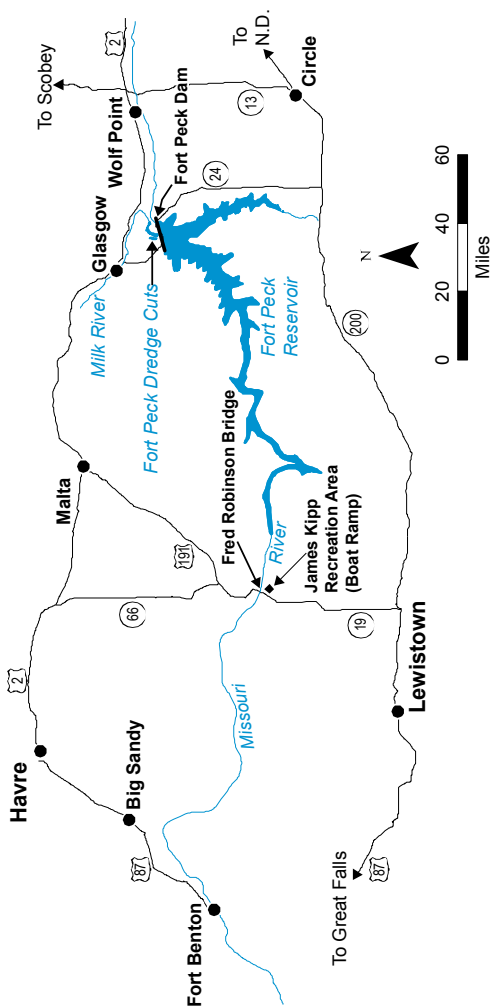 Havre
2
Big Sandy
87
Fort Benton
66
Malta
191
Milk River
Glasgow
Fort Peck Dredge Cuts
Wolf Point
2
To Scobey
Fort Peck Dam
24
13
To
N.D.
Circle
Fort Peck
Reservoir
Fred Robinson Bridge
River
James Kipp
Recreation Area
(Boat Ramp)
Missouri
19
Lewistown
200
To Great Falls
87
N
0
20
40
60
Miles